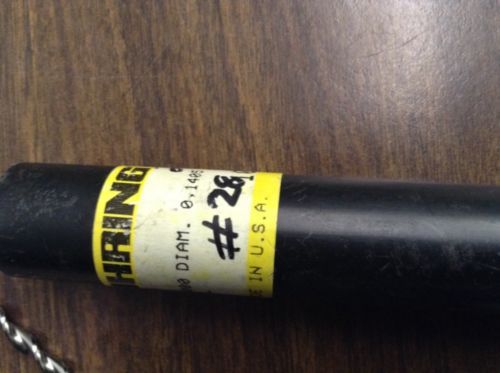 HRING
DIAM. 0.1405
#28
IN U.S.A.